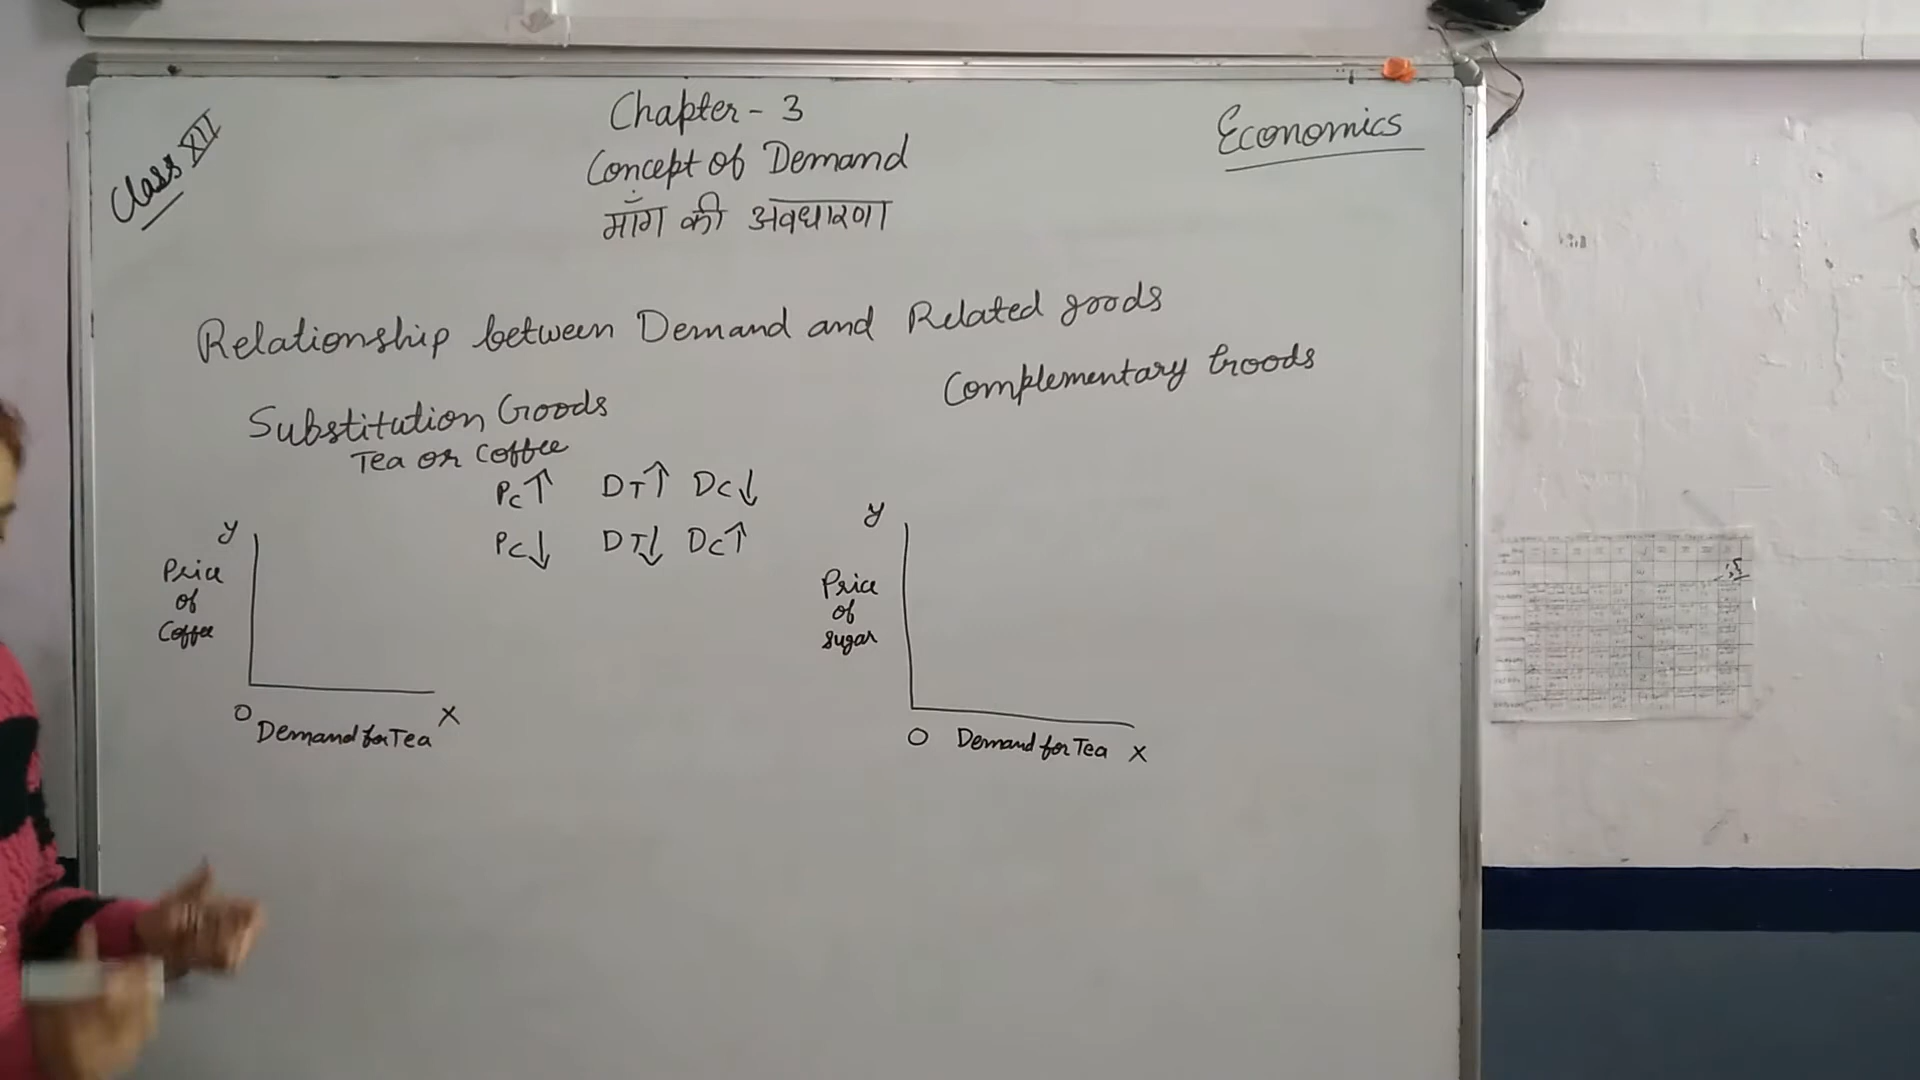 Class XII
Chapter - 3
Economics
Concept of Demand
मांग की अवधारणा
Relationship between Demand and Related goods
Substitution Goods
Tea or Coffee
PC↑ DT↑ DC↓
PC↓ DT↓ DC↑
y
Price
of
Coffee
O
X
Demand for Tea
Complementary Goods
y
Price
of
Sugar
O
Demand for Tea
X